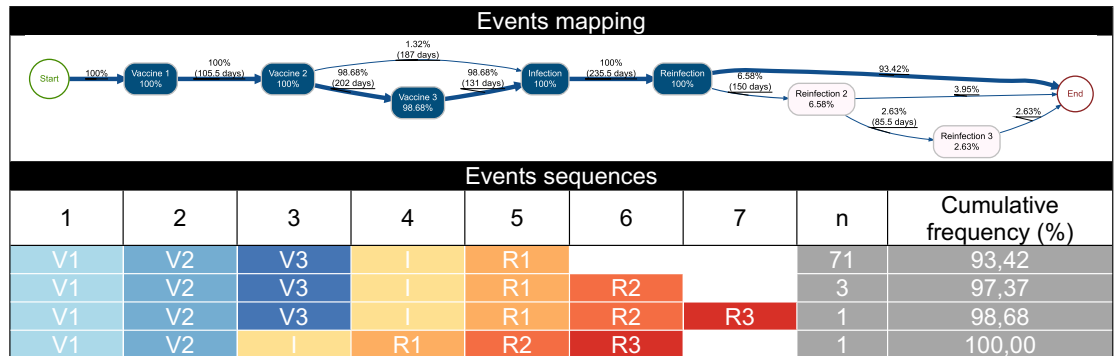 Events mapping
Start
100%
Vaccine 1
100%
100%
(105.5 days)
Vaccine 2
100%
1.32%
(187 days)
98.68%
(202 days)
Vaccine 3
98.68%
98.68%
(131 days)
Infection
100%
100%
(235.5 days)
Reinfection
100%
93.42%
6.58%
(150 days)
Reinfection 2
6.58%
3.95%
2.63%
(85.5 days)
Reinfection 3
2.63%
2.63%
End
Events sequences
1 2 3 4 5 6 7 n Cumulative
frequency (%)
V1 V2 V3 I R1 71 93,42
V1 V2 V3 I R1 R2 3 97,37
V1 V2 V3 I R1 R2 R3 1 98,68
V1 V2 I R1 R2 R3 1 100,00